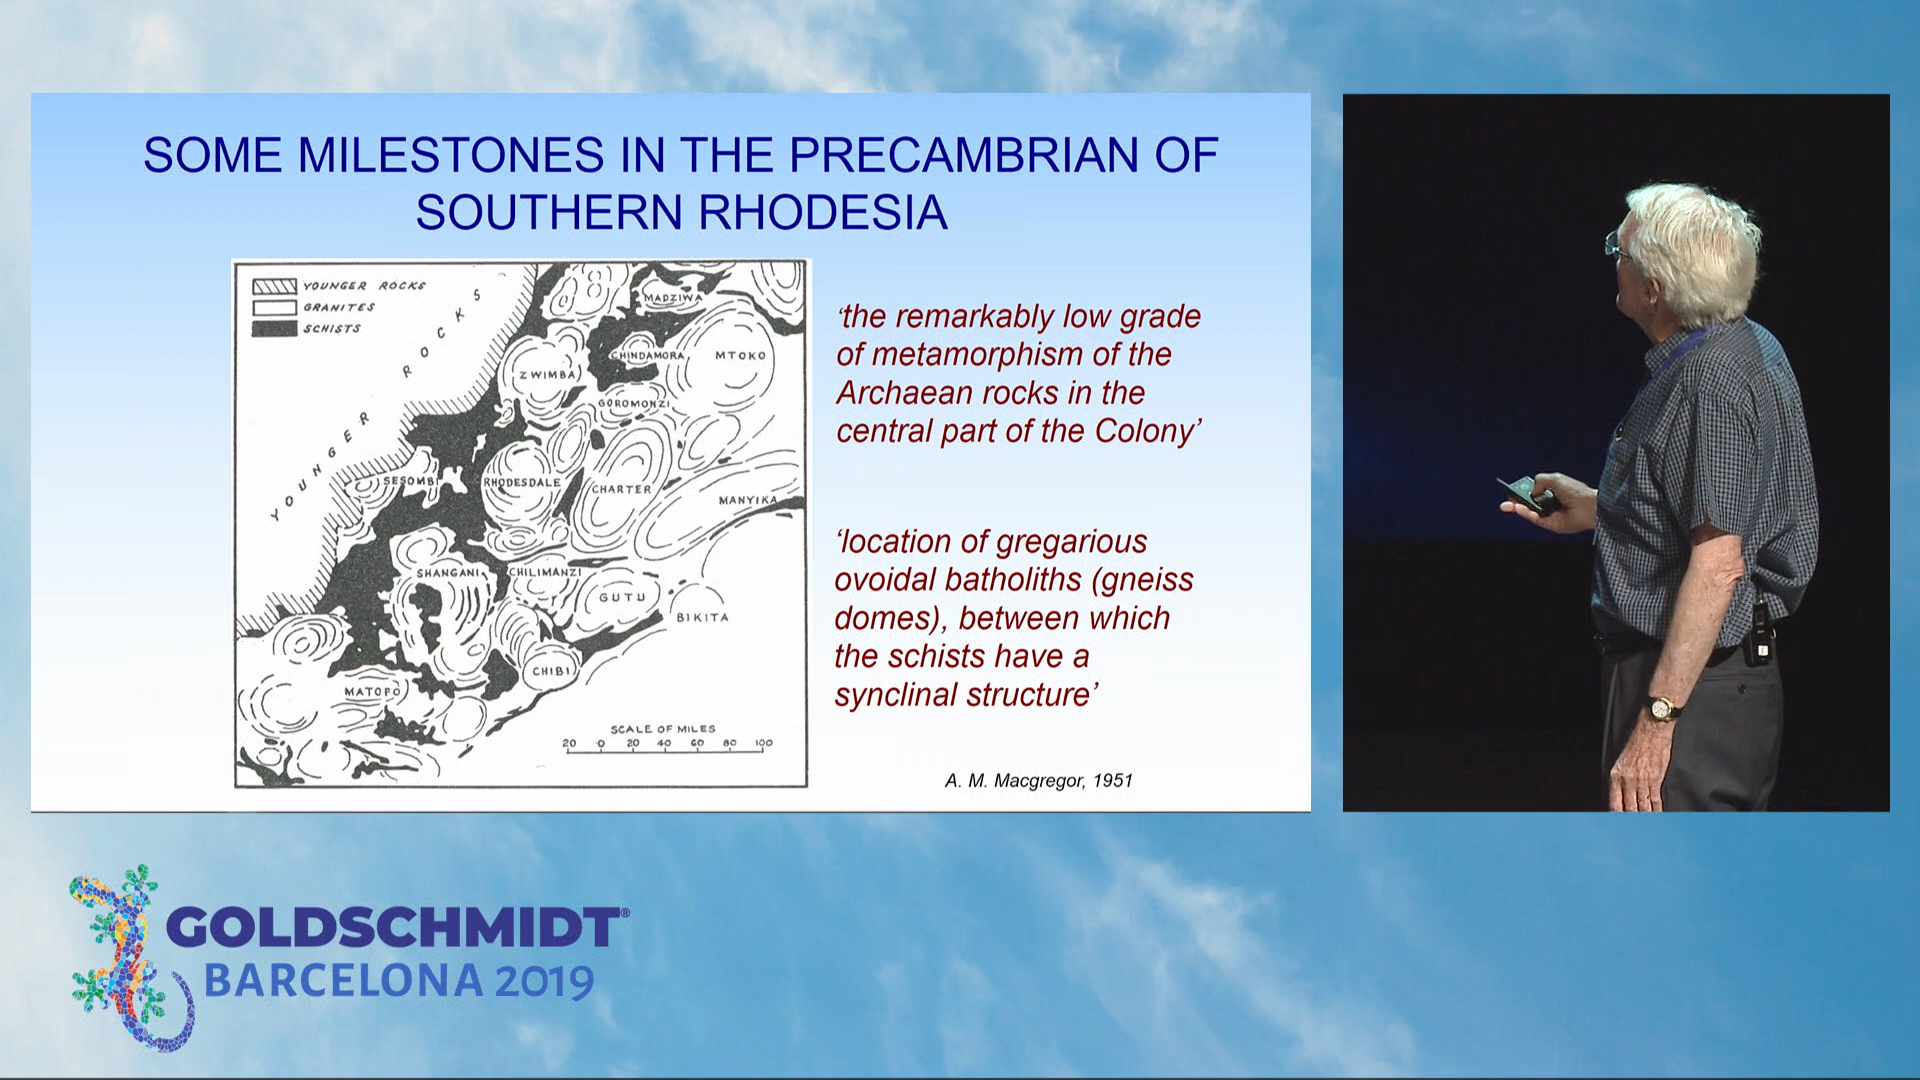 SOME MILESTONES IN THE PRECAMBRIAN OF
SOUTHERN RHODESIA
YOUNGER ROCKS
GRANITES
SCHISTS
YOUNGER ROCKS
MADZIWA
CHINDAMORA
MTOKO
ZWIMBA
GOROMONZI
SESOMBI
RHODESDALE
CHARTER
MANYIKA
SHANGANI
CHILIMANZI
GUTU
BIKITA
CHIBI
MATOPO
SCALE OF MILES
20 0 20 40 60 80 100
‘the remarkably low grade
of metamorphism of the
Archaean rocks in the
central part of the Colony’
‘location of gregarious
ovoidal batholiths (gneiss
domes), between which
the schists have a
synclinal structure’
A. M. Macgregor, 1951
GOLDSCHMIDT®
BARCELONA 2019